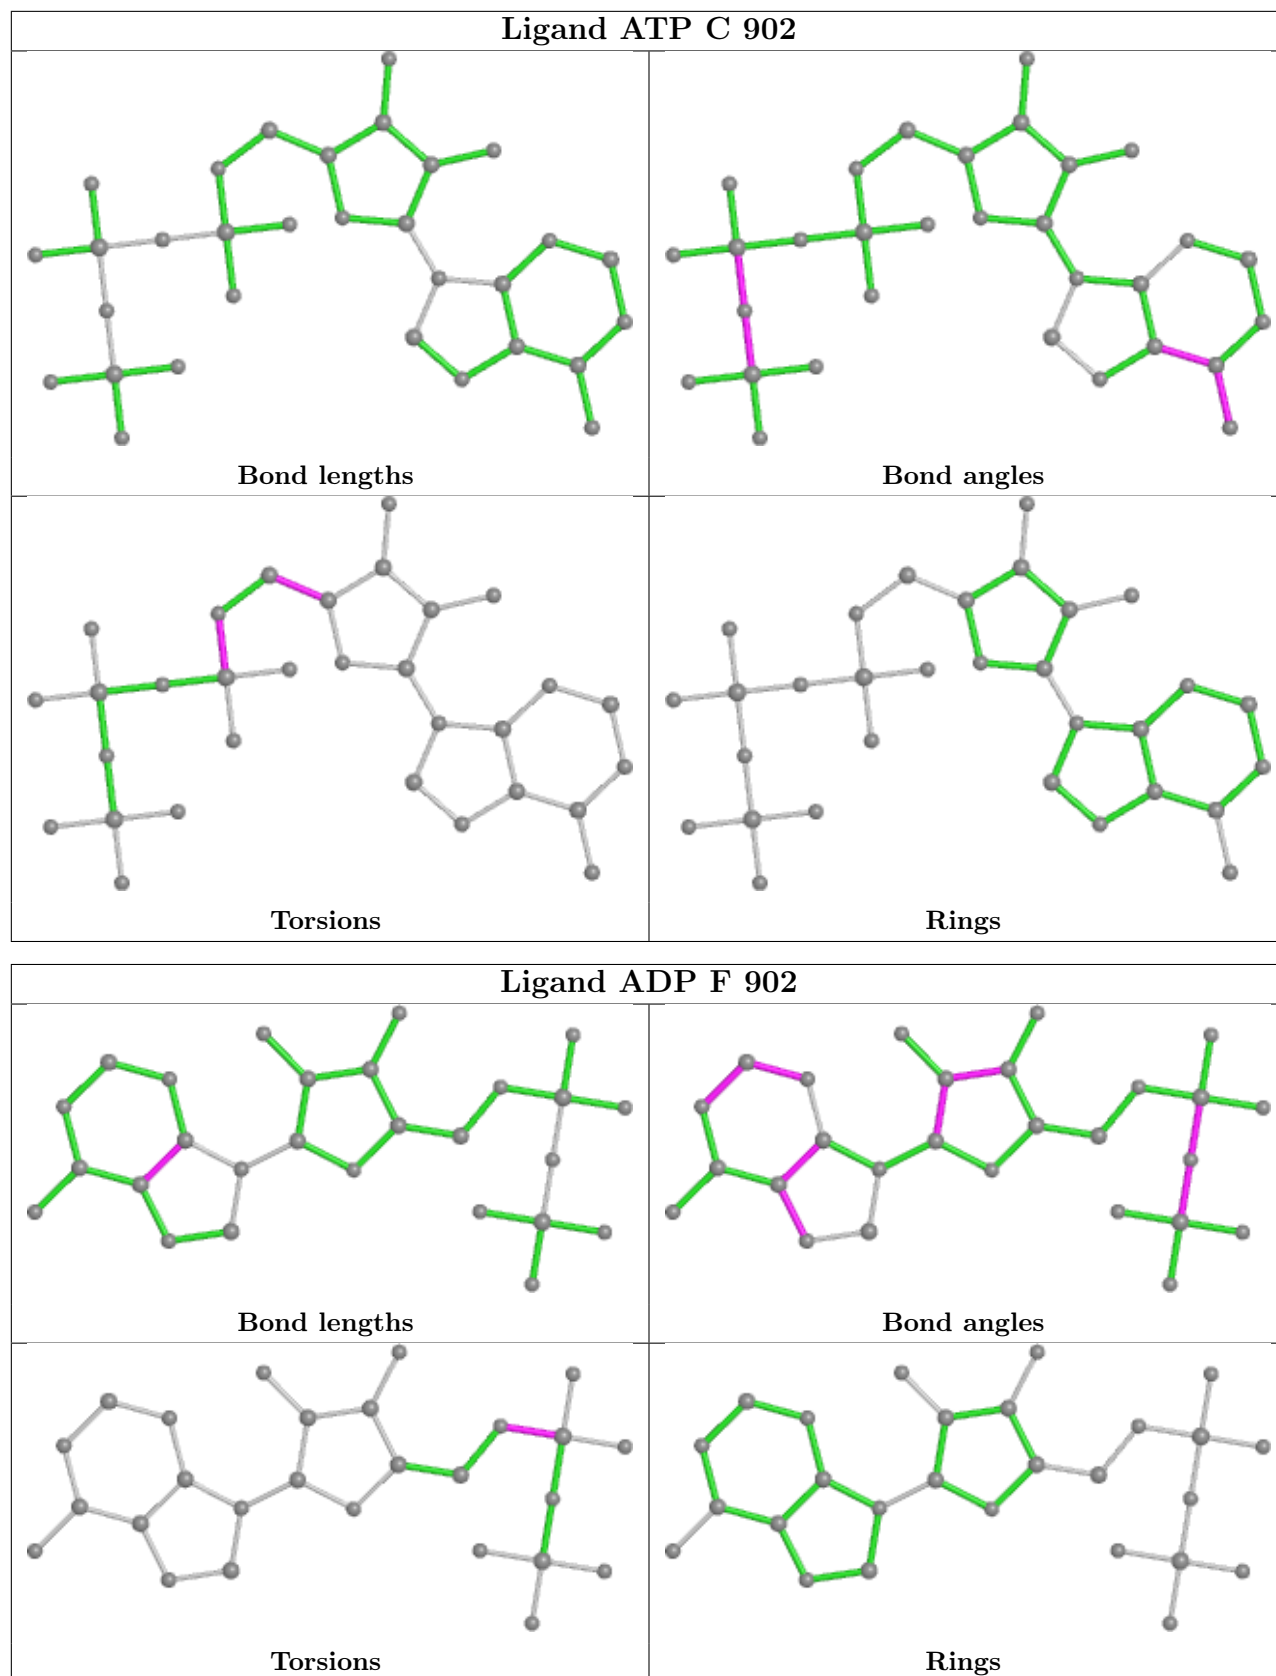 Ligand ATP C 902
Bond lengths
Bond angles
Torsions
Rings
Ligand ADP F 902
Bond lengths
Bond angles
Torsions
Rings